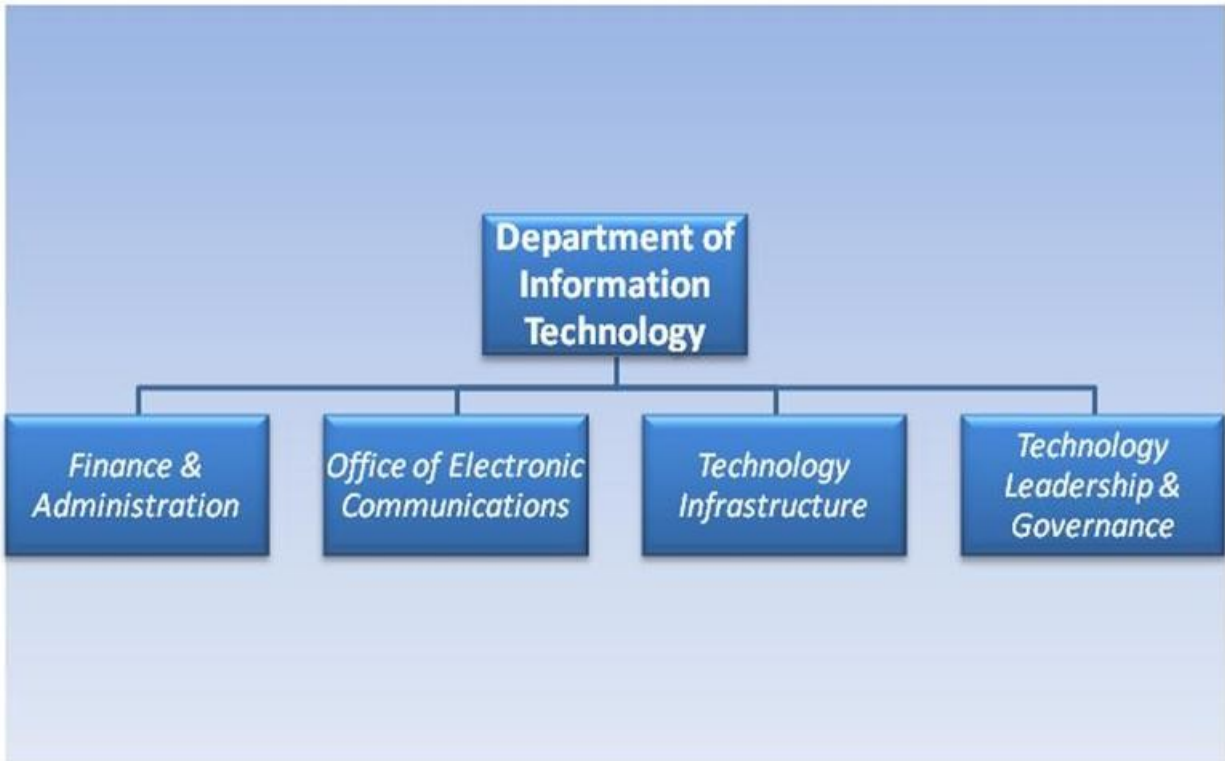 Department of
Information
Technology
Finance &
Administration
Office of Electronic
Communications
Technology
Infrastructure
Technology
Leadership &
Governance